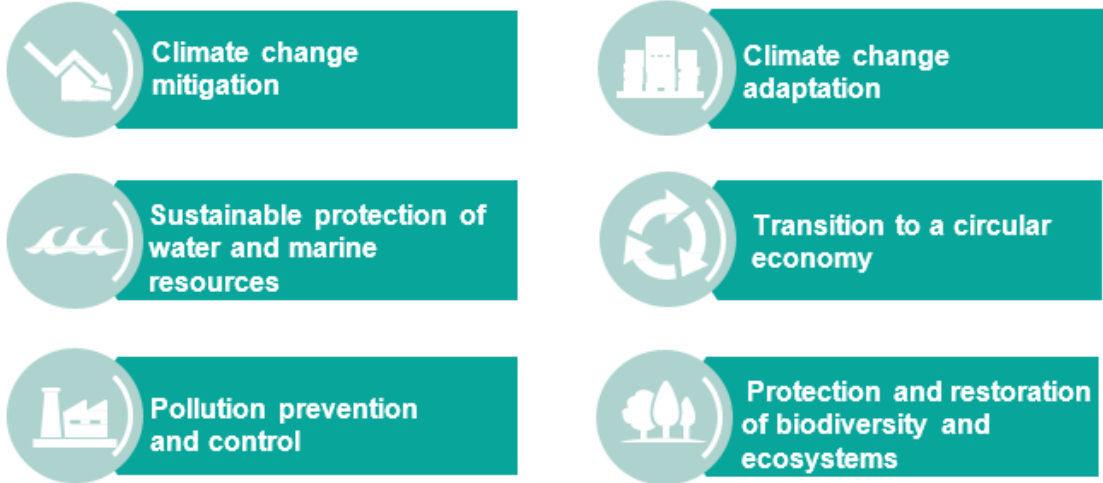 Climate change
mitigation
Climate change
adaptation
Sustainable protection of
water and marine
resources
Transition to a circular
economy
Pollution prevention
and control
Protection and restoration
of biodiversity and
ecosystems